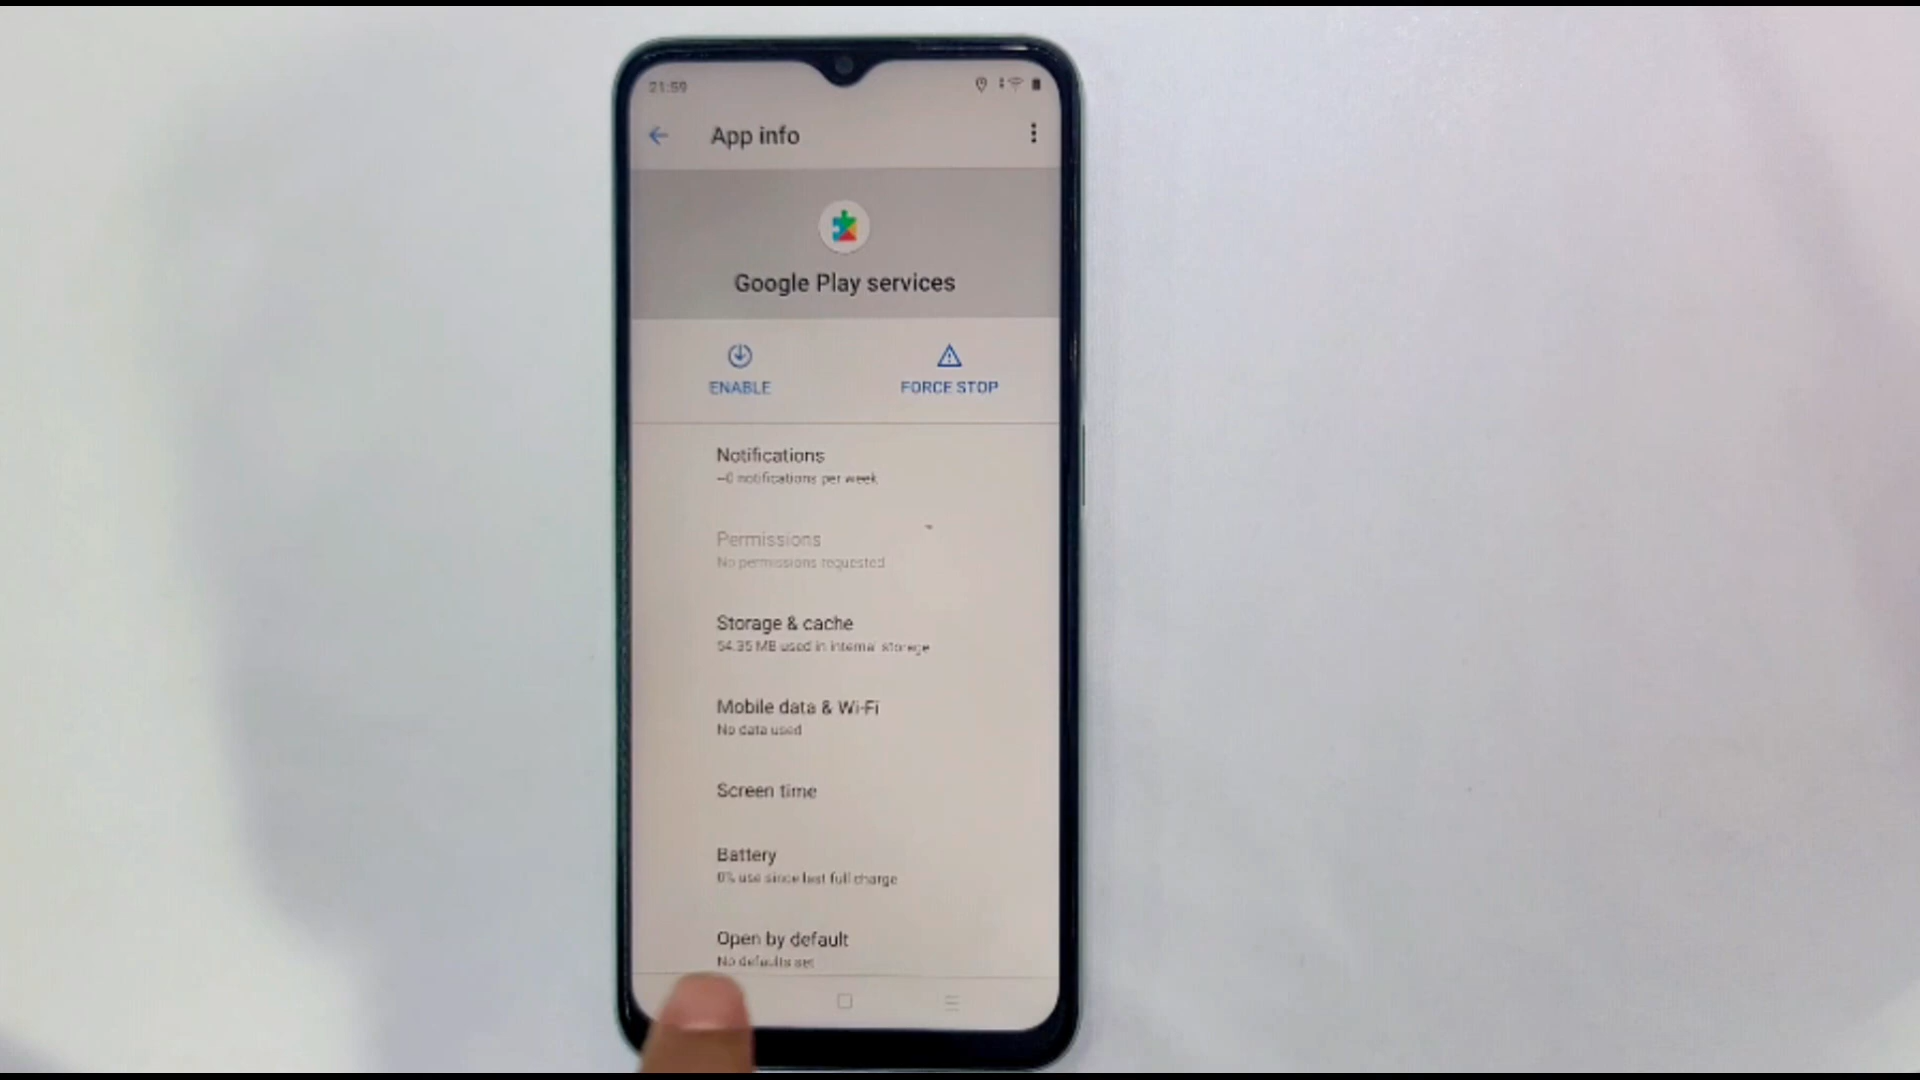 21:59
App info
Google Play services
ENABLE
FORCE STOP
Notifications
~0 notifications per week
Permissions
No permissions requested
Storage & cache
54.35 MB used in internal storage
Mobile data & Wi-Fi
No data used
Screen time
Battery
0% use since last full charge
Open by default
No defaults set